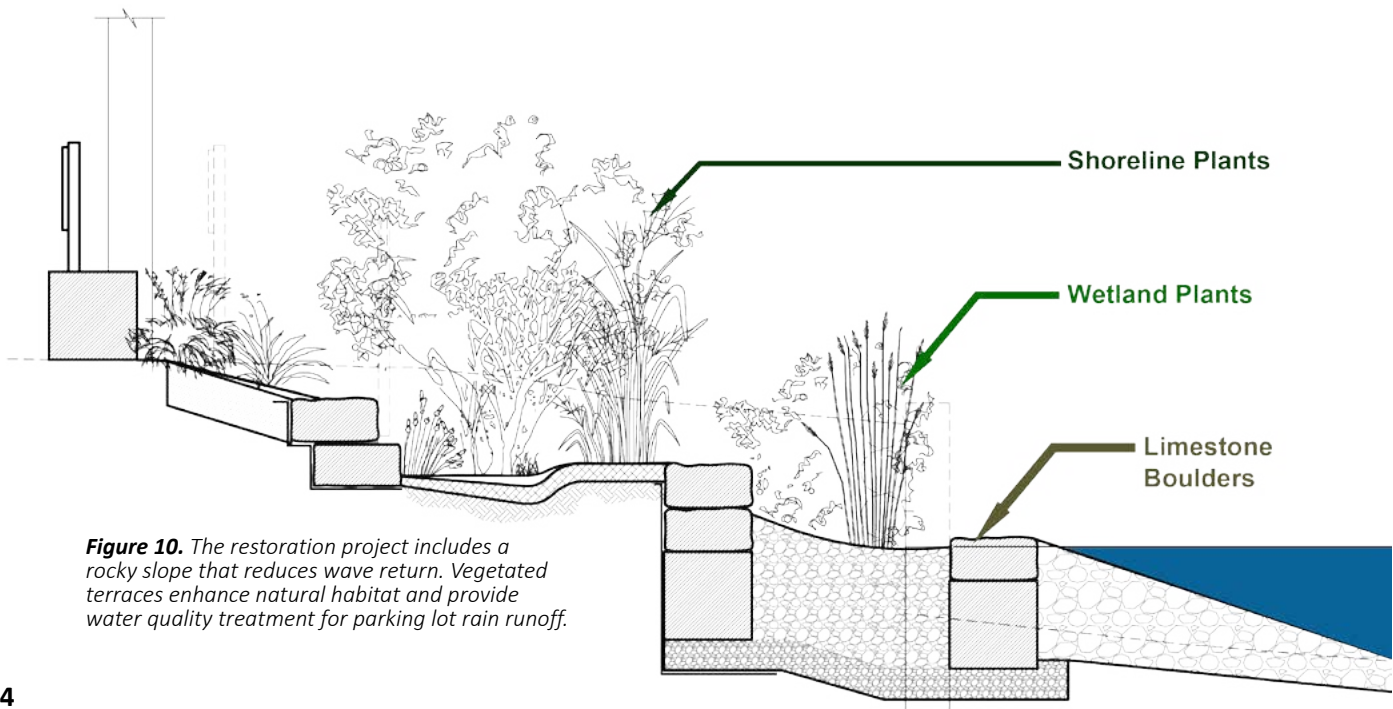 Shoreline Plants
Wetland Plants
Limestone
Boulders
Figure 10. The restoration project includes a
rocky slope that reduces wave return. Vegetated
terraces enhance natural habitat and provide
water quality treatment for parking lot rain runoff.
4